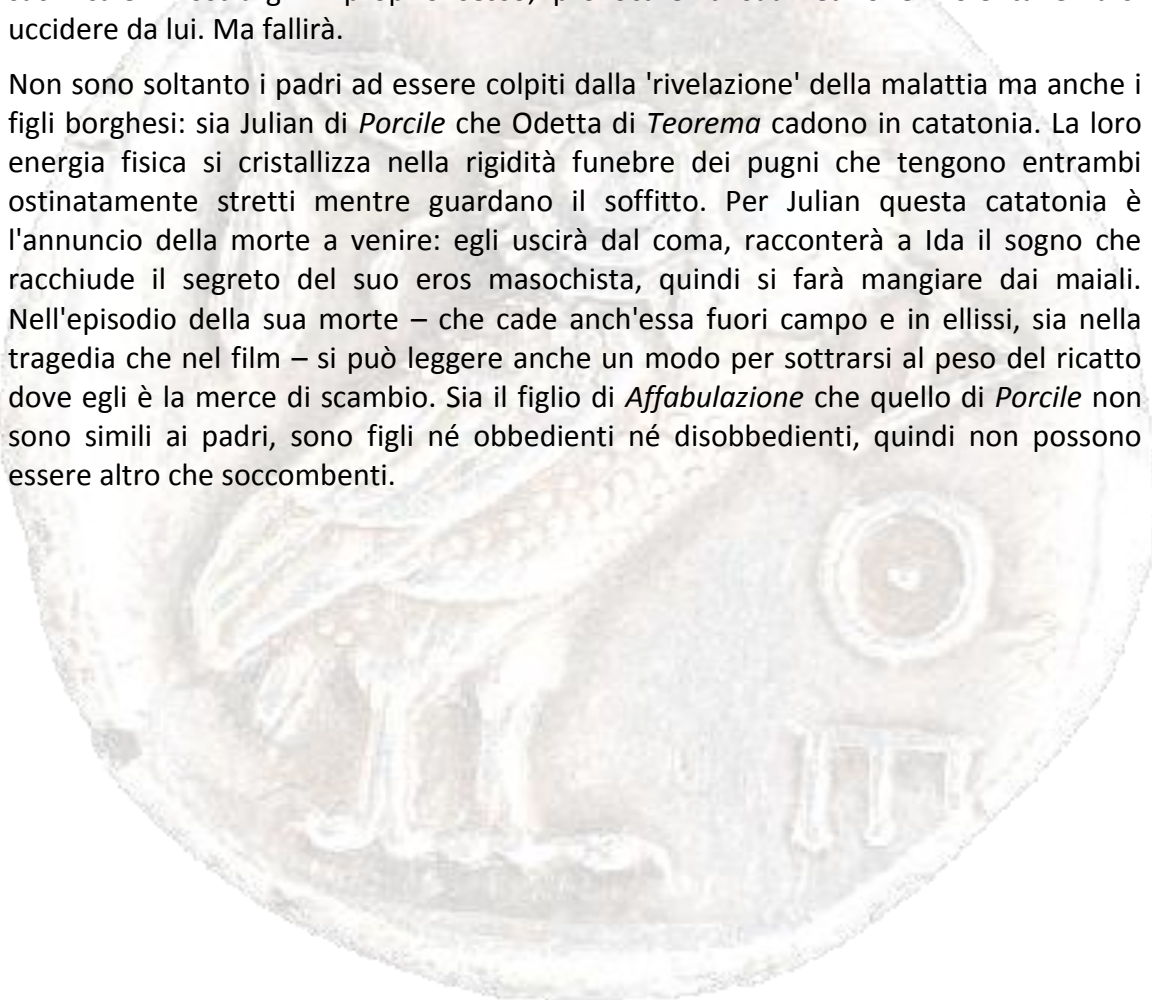 uccidere da lui. Ma fallirà.
Non sono soltanto i padri ad essere colpiti dalla 'rivelazione' della malattia ma anche i
figli borghesi: sia Julian di Porcile che Odetta di Teorema cadono in catatonia. La loro
energia fisica si cristallizza nella rigidità funebre dei pugni che tengono entrambi
ostinatamente stretti mentre guardano il soffitto. Per Julian questa catatonia è
l'annuncio della morte a venire: egli uscirà dal coma, racconterà a Ida il sogno che
racchiude il segreto del suo eros masochista, quindi si farà mangiare dai maiali.
Nell'episodio della sua morte – che cade anch'essa fuori campo e in ellissi, sia nella
tragedia che nel film – si può leggere anche un modo per sottrarsi al peso del ricatto
dove egli è la merce di scambio. Sia il figlio di Affabulazione che quello di Porcile non
sono simili ai padri, sono figli né obbedienti né disobbedienti, quindi non possono
essere altro che soccombenti.